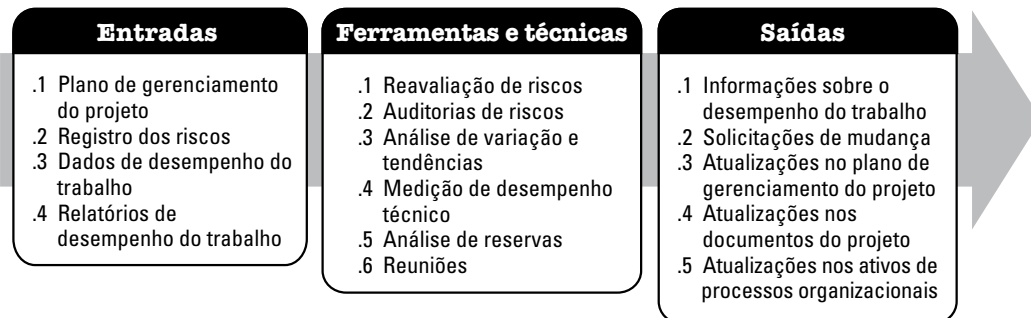 Entradas
.1 Plano de gerenciamento
do projeto
.2 Registro dos riscos
.3 Dados de desempenho do
trabalho
.4 Relatórios de
desempenho do trabalho
Ferramentas e técnicas
.1 Reavaliação de riscos
.2 Auditorias de riscos
.3 Análise de variação e
tendências
.4 Medição de desempenho
técnico
.5 Análise de reservas
.6 Reuniões
Saídas
.1 Informações sobre o
desempenho do trabalho
.2 Solicitações de mudança
.3 Atualizações no plano de
gerenciamento do projeto
.4 Atualizações nos
documentos do projeto
.5 Atualizações nos ativos de
processos organizacionais